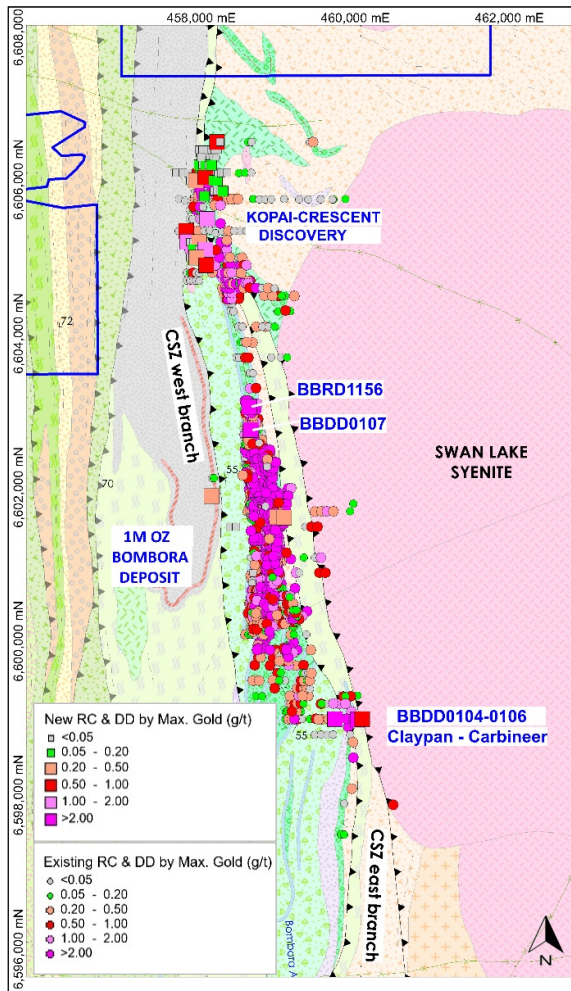 458,000 mE
460,000 mE
462,000 mE
6,608,000 mN
6,606,000 mN
KOPAI-CRESCENT
DISCOVERY
72
6,604,000 mN
CSZ west branch
BBRD1156
BBDD0107
SWAN LAKE
SYENITE
55
70
6,602,000 mN
1M OZ
BOMBORA
DEPOSIT
6,600,000 mN
BBDD0104-0106
Claypan - Carbineer
55
New RC & DD by Max. Gold (g/t)
<0.05
0.05 - 0.20
0.20 - 0.50
0.50 - 1.00
1.00 - 2.00
>2.00
6,598,000 mN
Existing RC & DD by Max. Gold (g/t)
<0.05
0.05 - 0.20
0.20 - 0.50
0.50 - 1.00
1.00 - 2.00
>2.00
CSZ east branch
Bombara A
6,596,000 mN
N